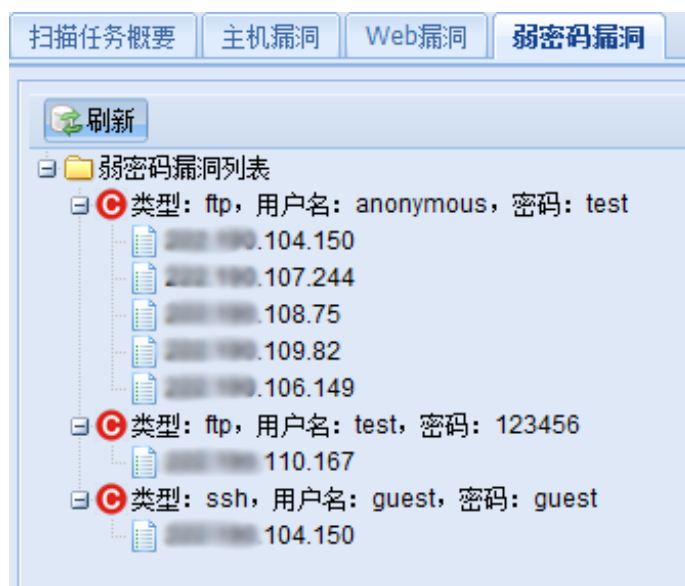 扫描任务概要 主机漏洞 Web漏洞 弱密码漏洞
刷新
弱密码漏洞列表
类型：ftp，用户名：anonymous，密码：test
.104.150
.107.244
.108.75
.109.82
.106.149
类型：ftp，用户名：test，密码：123456
110.167
类型：ssh，用户名：guest，密码：guest
.104.150